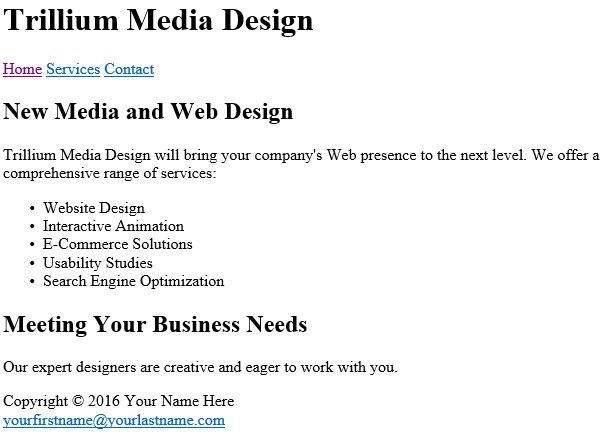 Trillium Media Design
Home Services Contact
New Media and Web Design
Trillium Media Design will bring your company's Web presence to the next level. We offer a
comprehensive range of services:
• Website Design
• Interactive Animation
• E-Commerce Solutions
• Usability Studies
• Search Engine Optimization
Meeting Your Business Needs
Our expert designers are creative and eager to work with you.
Copyright © 2016 Your Name Here
yourfirstname@yourlastname.com